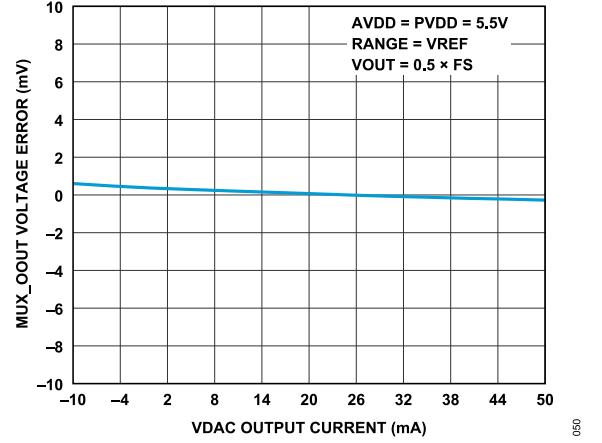 AVDD = PVDD = 5.5V
RANGE = VREF
VOUT = 0.5 × FS
MUX_OOUT VOLTAGE ERROR (mV)
10
8
6
4
2
0
–2
–4
–6
–8
–10
–10 –4 2 8 14 20 26 32 38 44 50
VDAC OUTPUT CURRENT (mA)
050